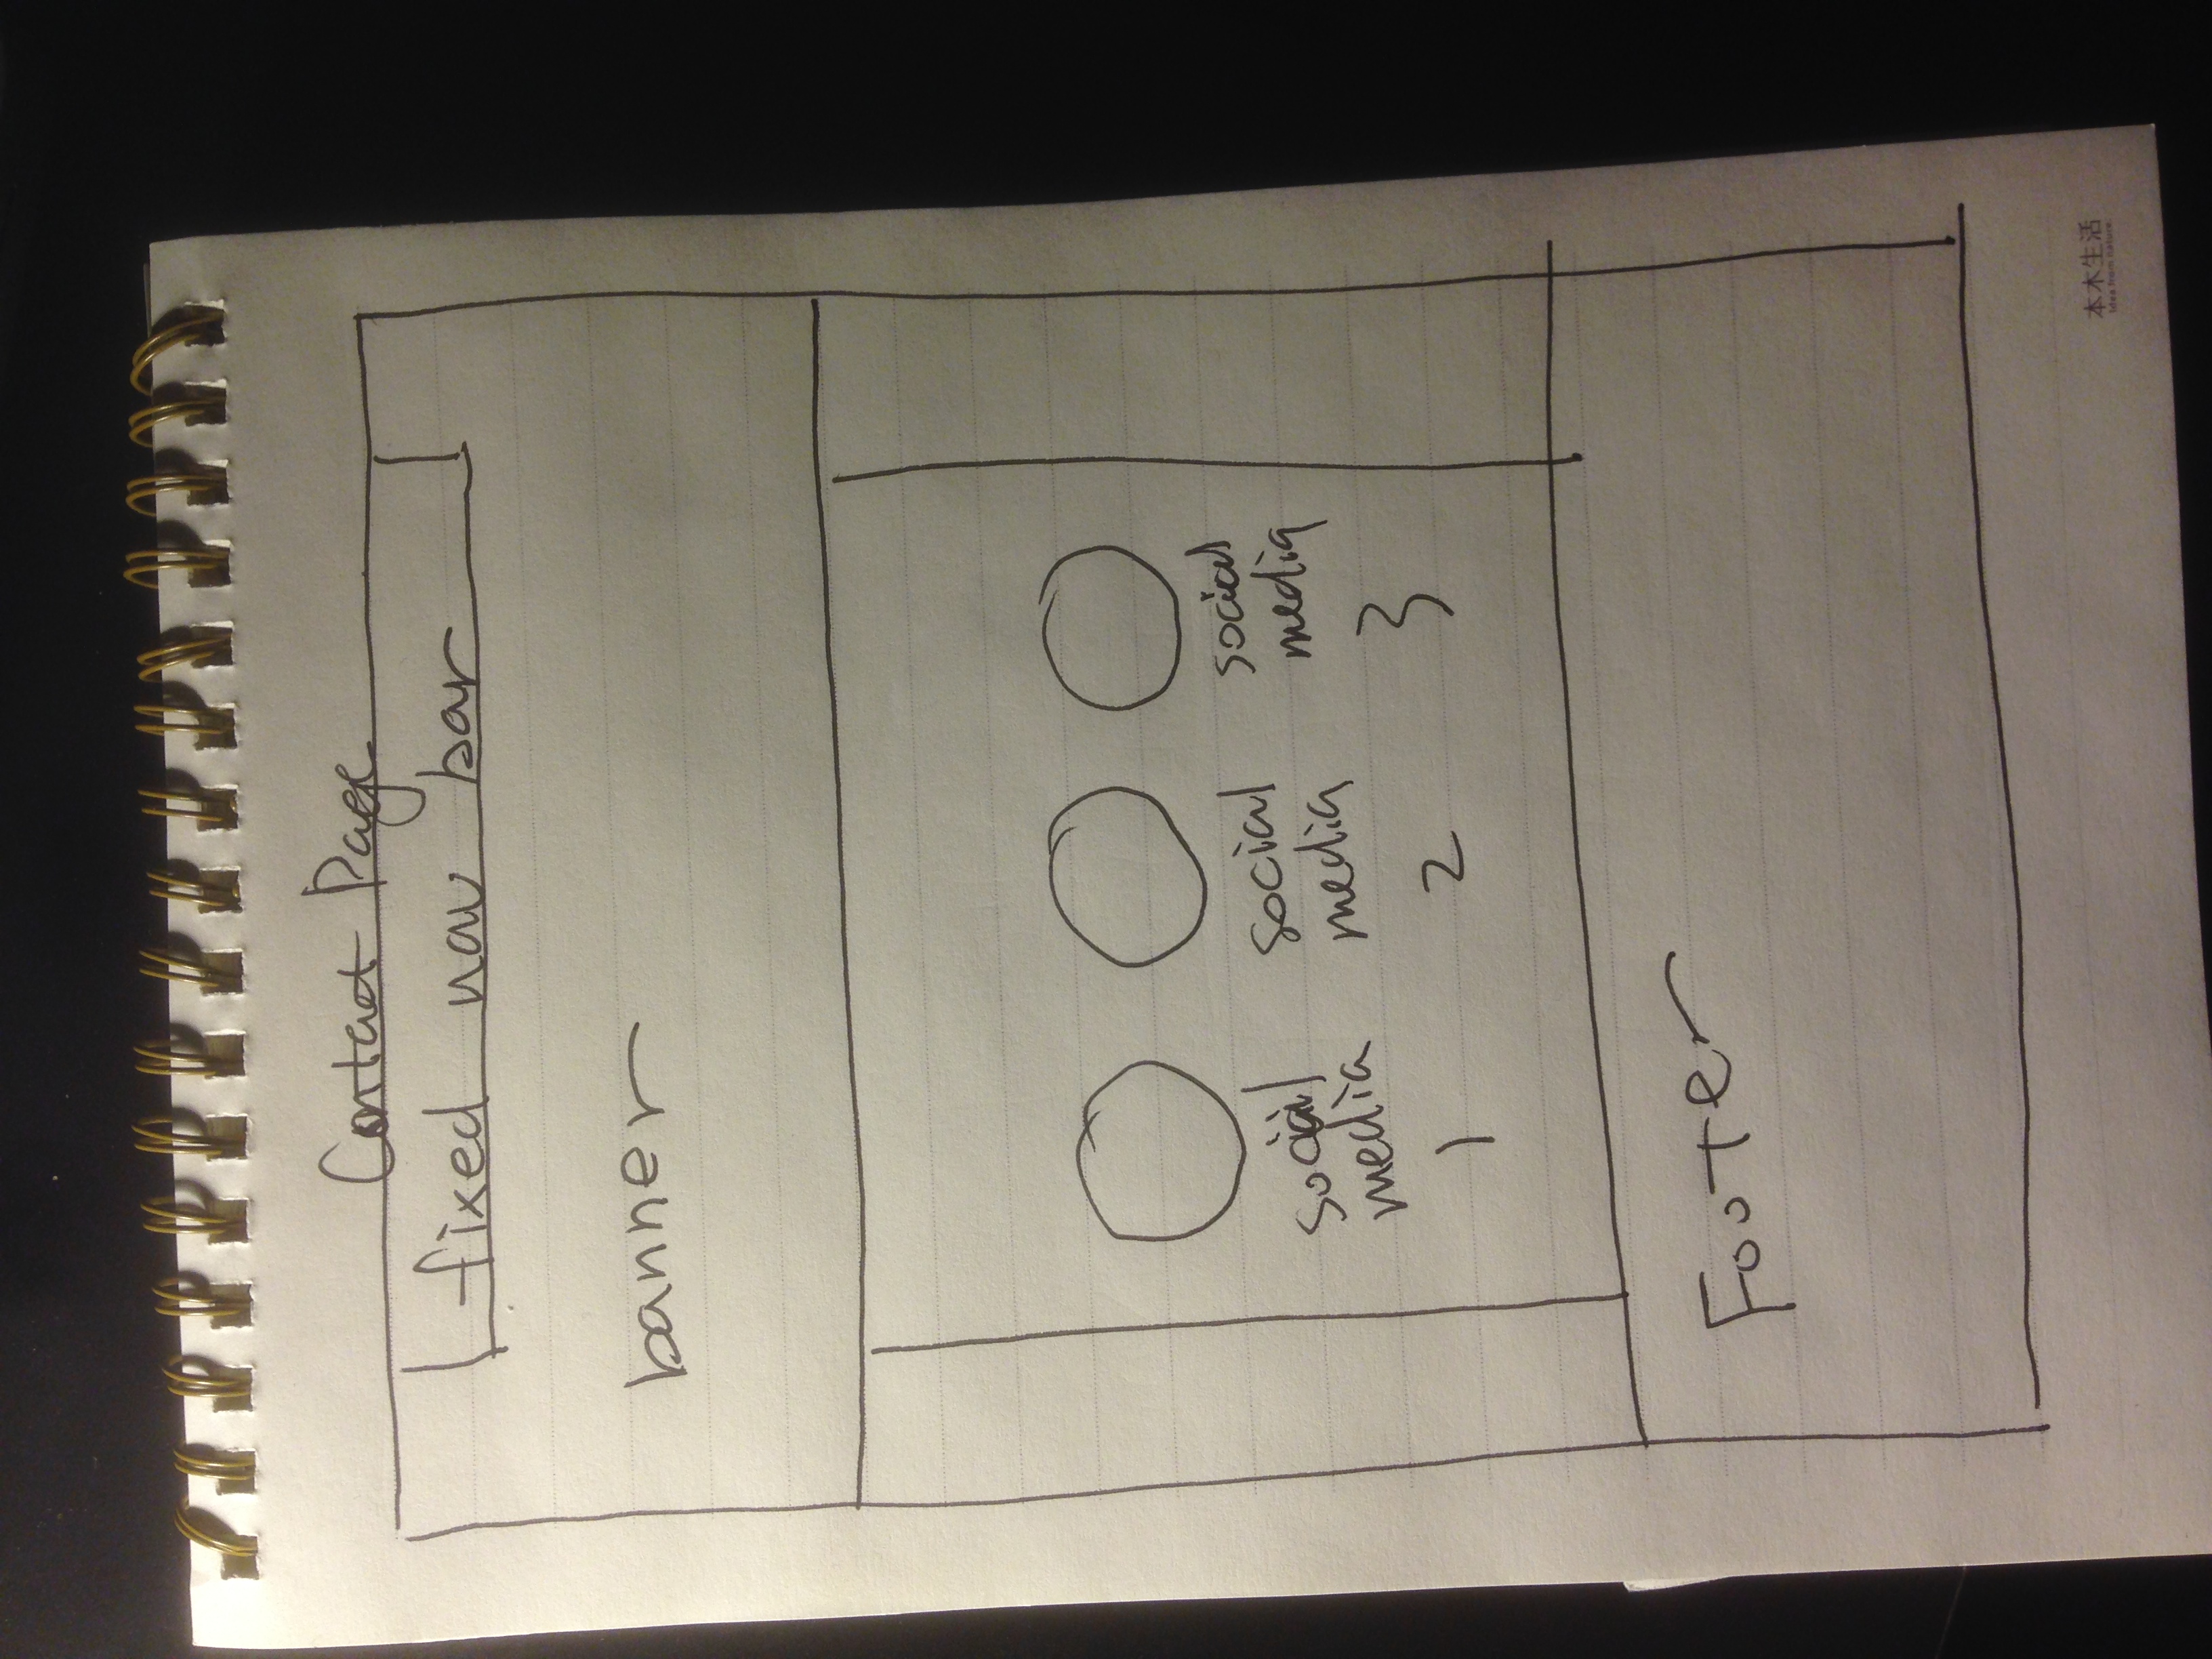 Contact Page
fixed nav bar
banner
social media 1
social media 2
social media 3
Footer
本木生活
Idea from nature.